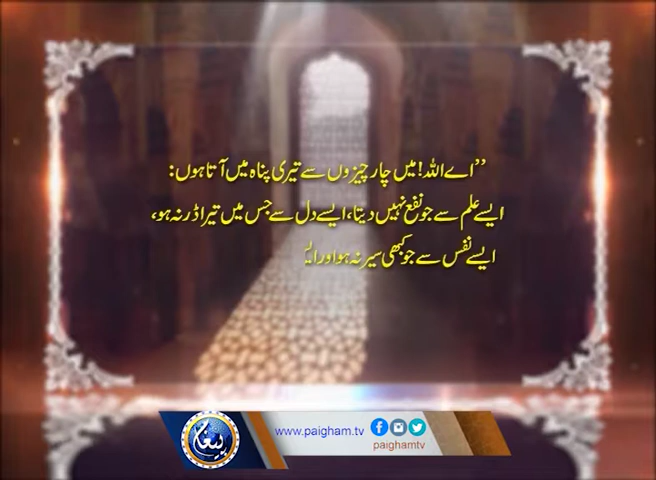 ”اے اللہ! میں چار چیزوں سے تیری پناہ میں آتا ہوں:
ایسے علم سے جو نفع نہیں دیتا، ایسے دل سے جس میں تیرا ڈر نہ ہو،
ایسے نفس سے جو کبھی سیر نہ ہو اور
پیغام
www.paigham.tv
paighamtv